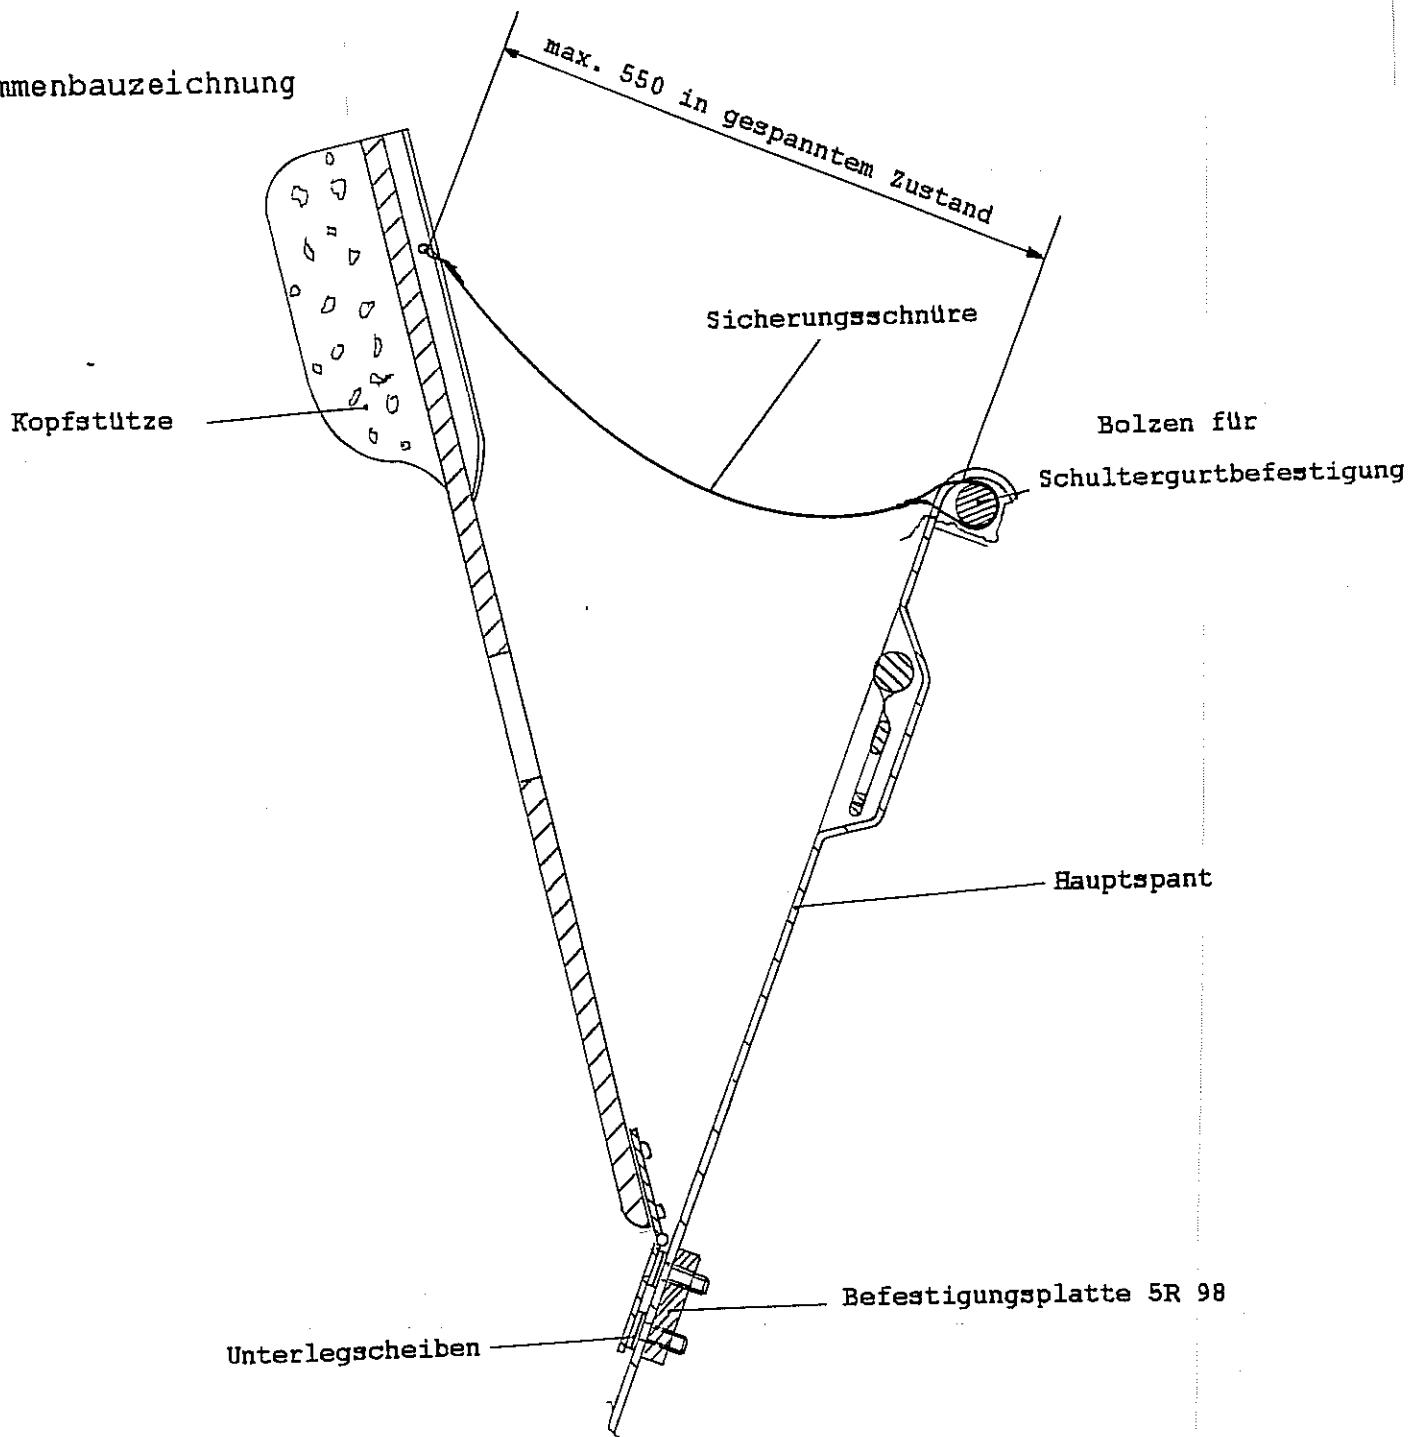 mmenbauzeichnung
max. 550 in gespanntem Zustand
Sicherungsschnüre
Kopfstütze
Bolzen für
Schultergurtbefestigung
Hauptspant
Befestigungsplatte 5R 98
Unterlegscheiben